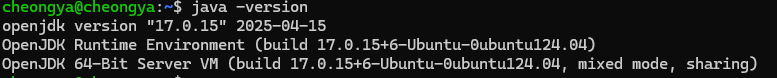 cheongya@cheongya:~$ java -version
openjdk version "17.0.15" 2025-04-15
OpenJDK Runtime Environment (build 17.0.15+6-Ubuntu-0ubuntu124.04)
OpenJDK 64-Bit Server VM (build 17.0.15+6-Ubuntu-0ubuntu124.04, mixed mode, sharing)